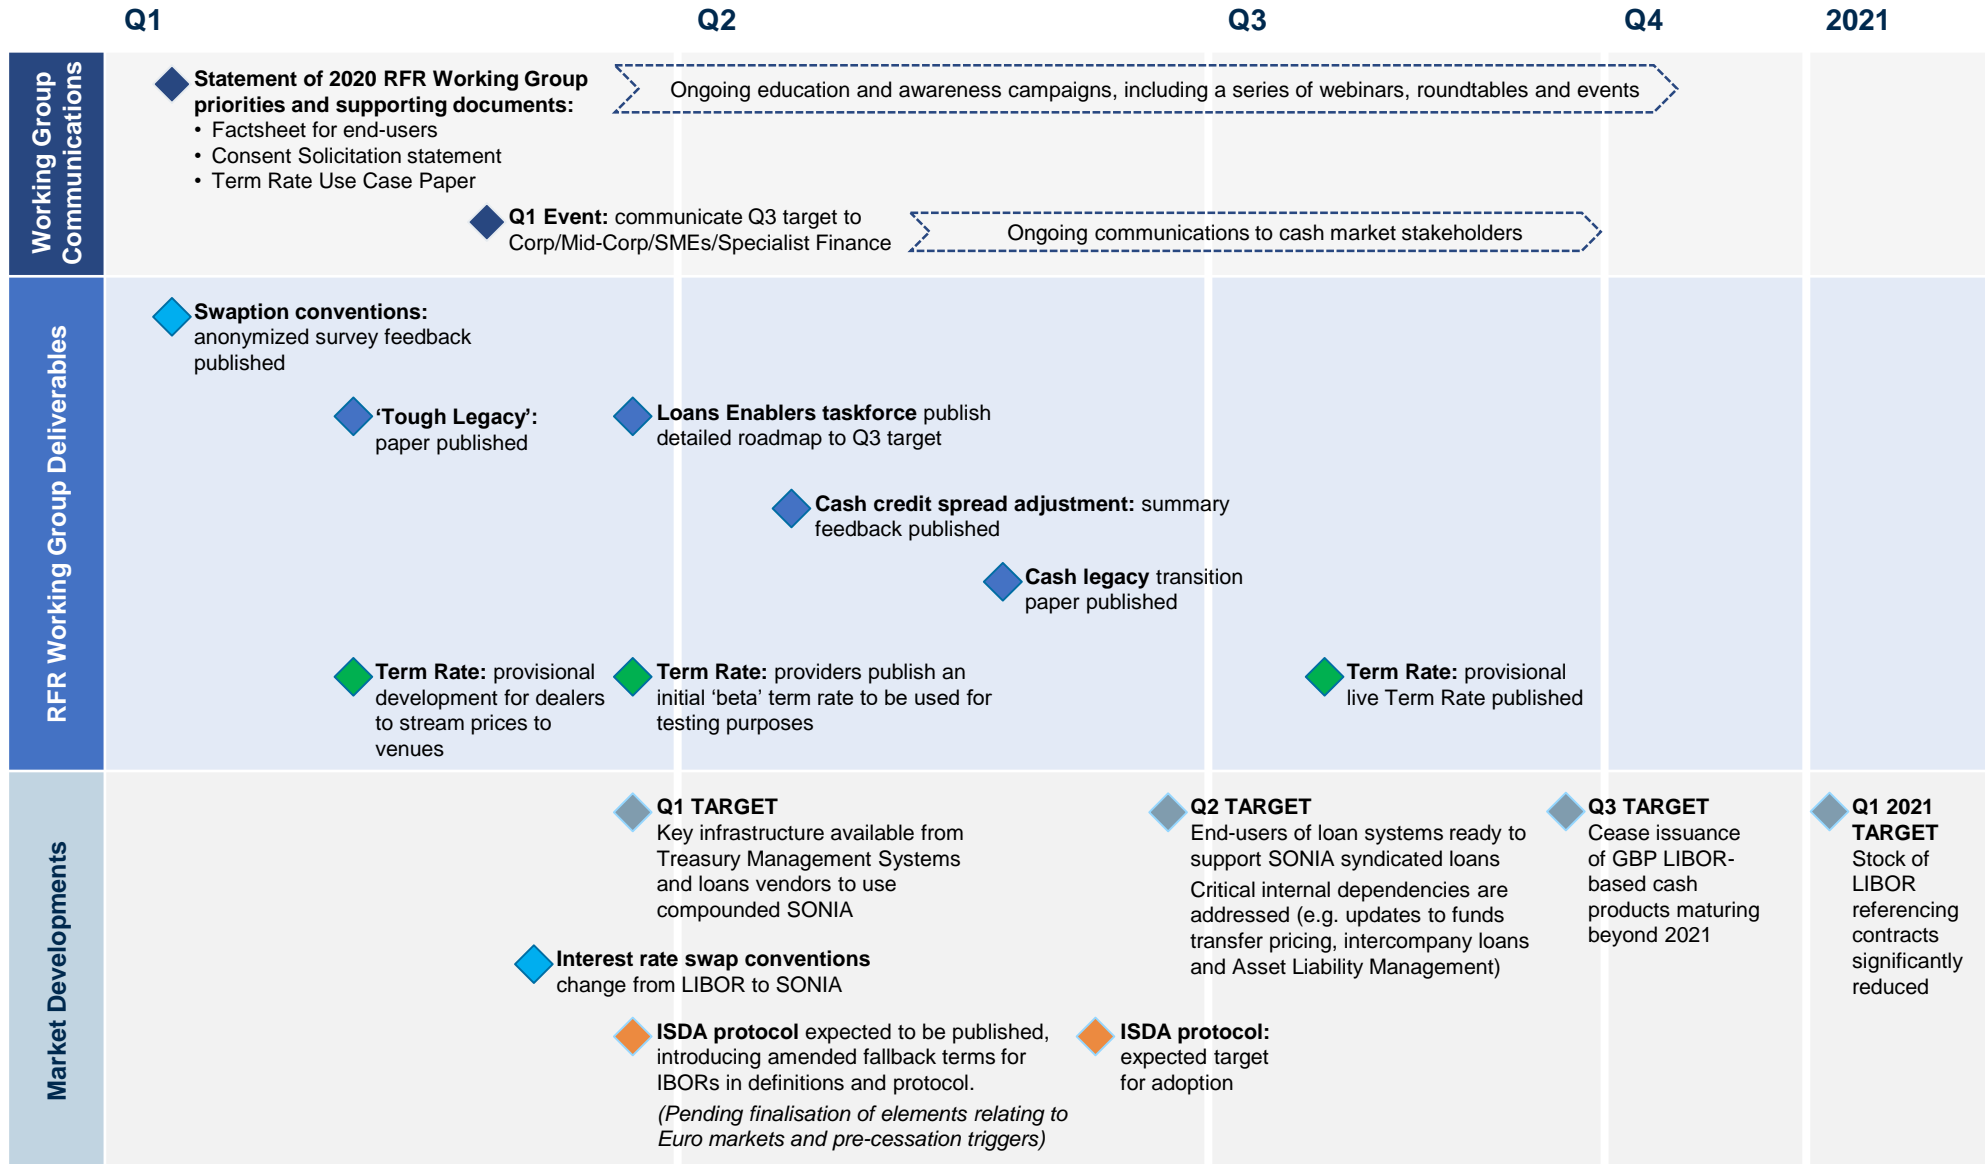 Q1
Q2
Q3
Q4
2021
Working Group
Communications
Statement of 2020 RFR Working Group
priorities and supporting documents:
• Factsheet for end-users
• Consent Solicitation statement
• Term Rate Use Case Paper
Ongoing education and awareness campaigns, including a series of webinars, roundtables and events
Q1 Event: communicate Q3 target to
Corp/Mid-Corp/SMEs/Specialist Finance
Ongoing communications to cash market stakeholders
RFR Working Group Deliverables
Swaption conventions:
anonymized survey feedback
published
‘Tough Legacy’:
paper published
Loans Enablers taskforce publish
detailed roadmap to Q3 target
Cash credit spread adjustment: summary
feedback published
Cash legacy transition
paper published
Term Rate: provisional
development for dealers
to stream prices to
venues
Term Rate: providers publish an
initial ‘beta’ term rate to be used for
testing purposes
Term Rate: provisional
live Term Rate published
Market Developments
Q1 TARGET
Key infrastructure available from
Treasury Management Systems
and loans vendors to use
compounded SONIA
Q2 TARGET
End-users of loan systems ready to
support SONIA syndicated loans
Critical internal dependencies are
addressed (e.g. updates to funds
transfer pricing, intercompany loans
and Asset Liability Management)
Q3 TARGET
Cease issuance
of GBP LIBOR-
based cash
products maturing
beyond 2021
Q1 2021
TARGET
Stock of
LIBOR
referencing
contracts
significantly
reduced
Interest rate swap conventions
change from LIBOR to SONIA
ISDA protocol expected to be published,
introducing amended fallback terms for
IBORs in definitions and protocol.
(Pending finalisation of elements relating to
Euro markets and pre-cessation triggers)
ISDA protocol:
expected target
for adoption